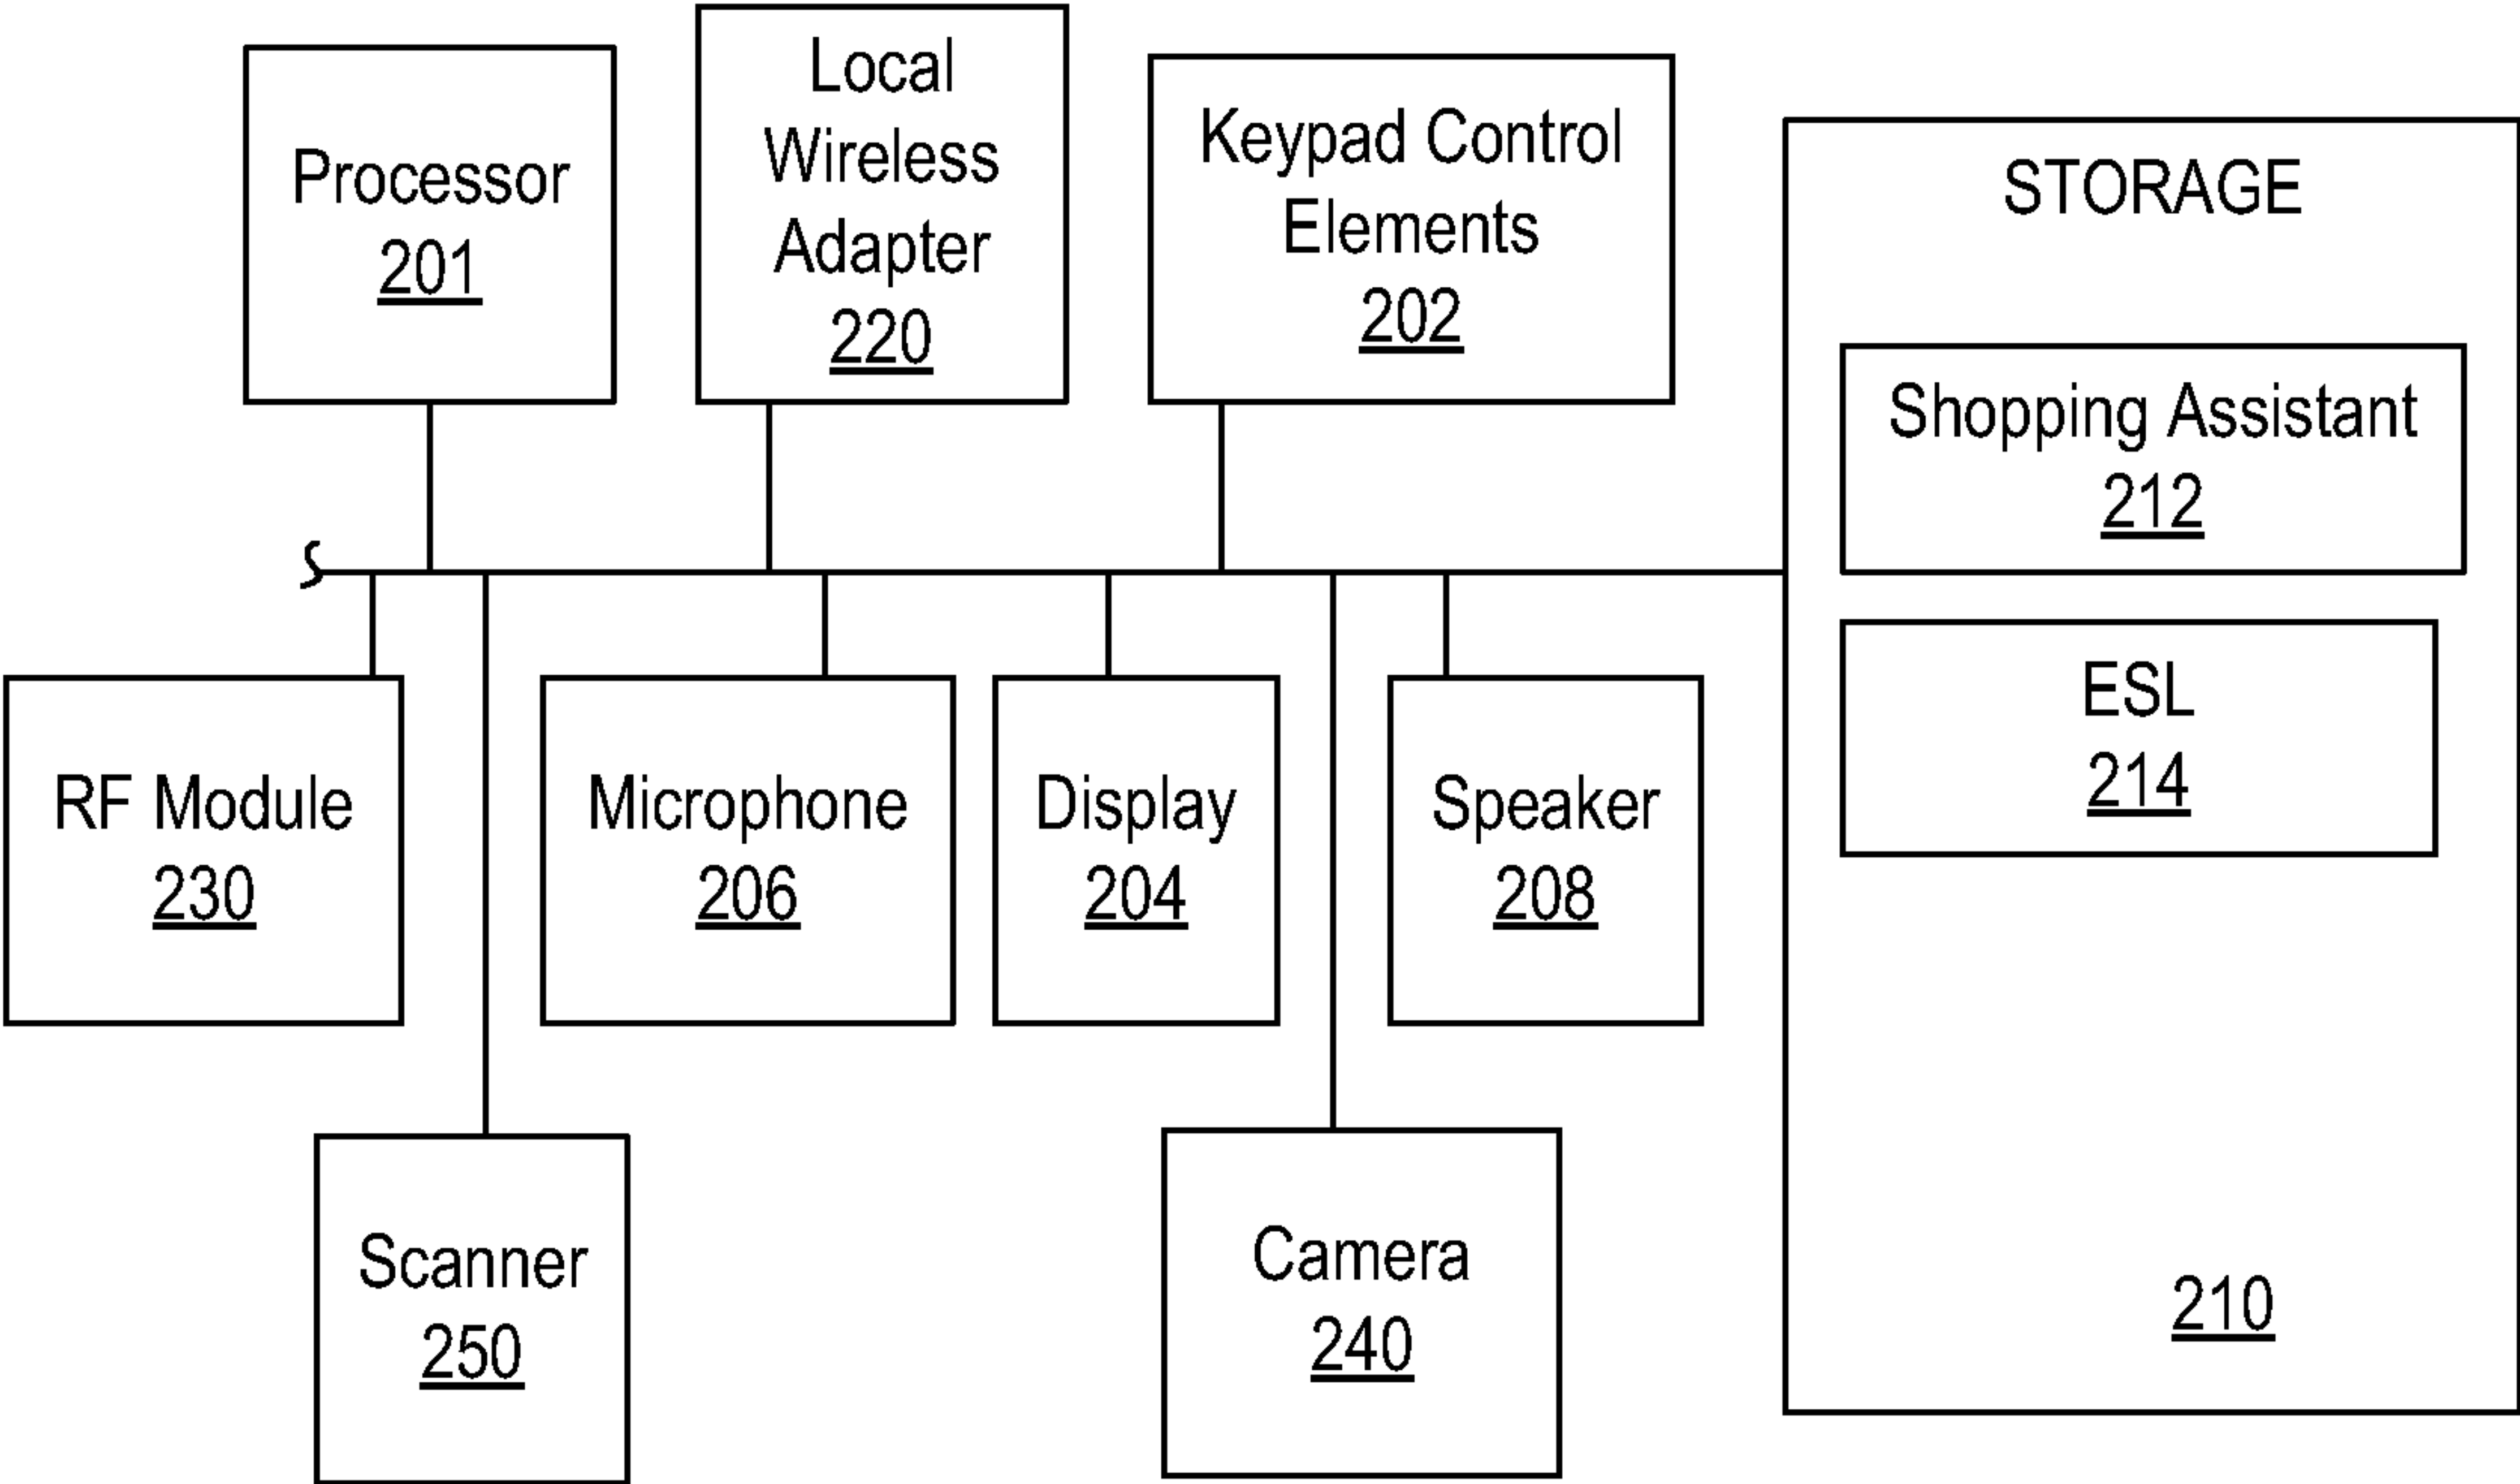 Processor
201
Local
Wireless
Adapter
220
Keypad Control
Elements
202
STORAGE
Shopping Assistant
212
ESL
214
210
RF Module
230
Microphone
206
Display
204
Speaker
208
Scanner
250
Camera
240